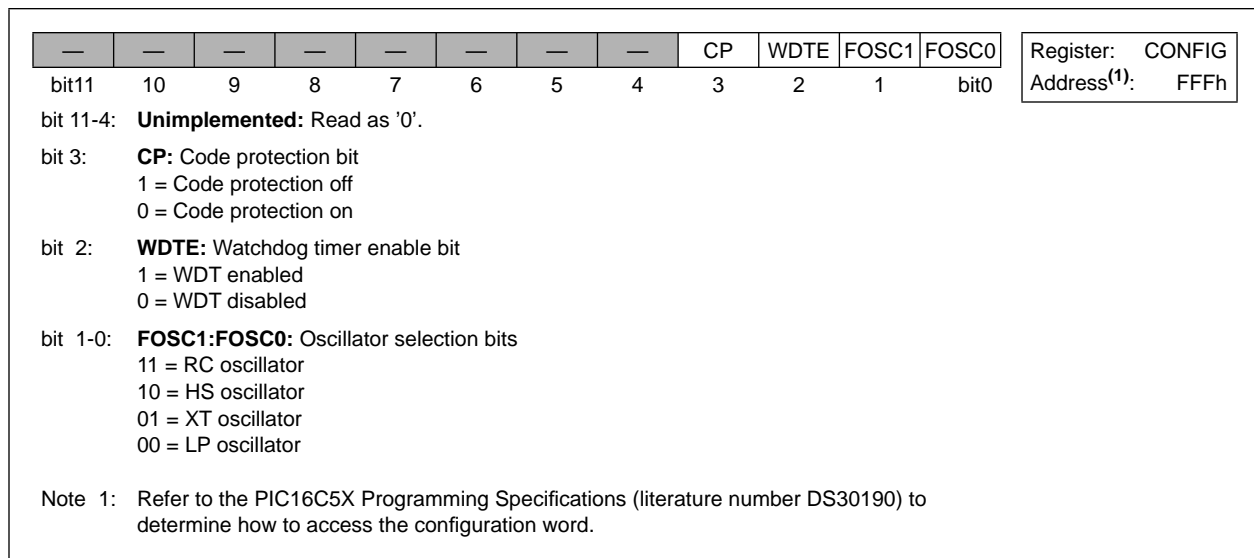 — — — — — — — — CP WDTE FOSC1 FOSC0 Register: CONFIG
bit11 10 9 8 7 6 5 4 3 2 1 bit0 Address(1): FFFh
bit 11-4: Unimplemented: Read as '0'.
bit 3: CP: Code protection bit
1 = Code protection off
0 = Code protection on
bit 2: WDTE: Watchdog timer enable bit
1 = WDT enabled
0 = WDT disabled
bit 1-0: FOSC1:FOSC0: Oscillator selection bits
11 = RC oscillator
10 = HS oscillator
01 = XT oscillator
00 = LP oscillator
Note 1: Refer to the PIC16C5X Programming Specifications (literature number DS30190) to
determine how to access the configuration word.